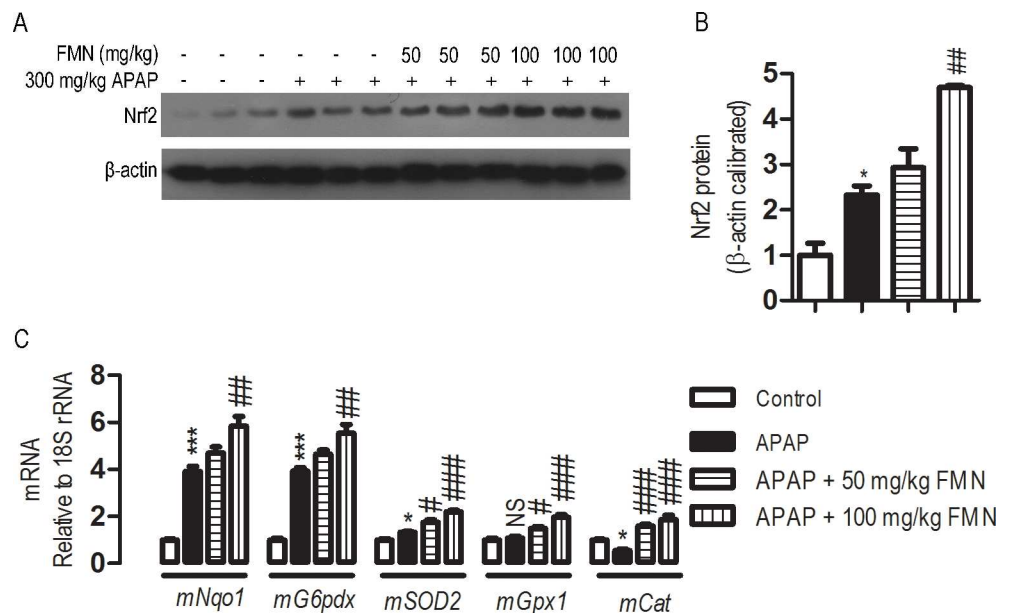 A
FMN (mg/kg) - - - - - - 50 50 50 100 100 100
300 mg/kg APAP - - - + + + + + + + + +
Nrf2
β-actin
B
Nrf2 protein
(β-actin calibrated)
5
4
3
2
1
0
*
##
C
mRNA
Relative to 18S rRNA
8
6
4
2
0
*** ## *** ## * # ### NS # ### * ### ###
mNqo1 mG6pdx mSOD2 mGpx1 mCat
Control
APAP
APAP + 50 mg/kg FMN
APAP + 100 mg/kg FMN